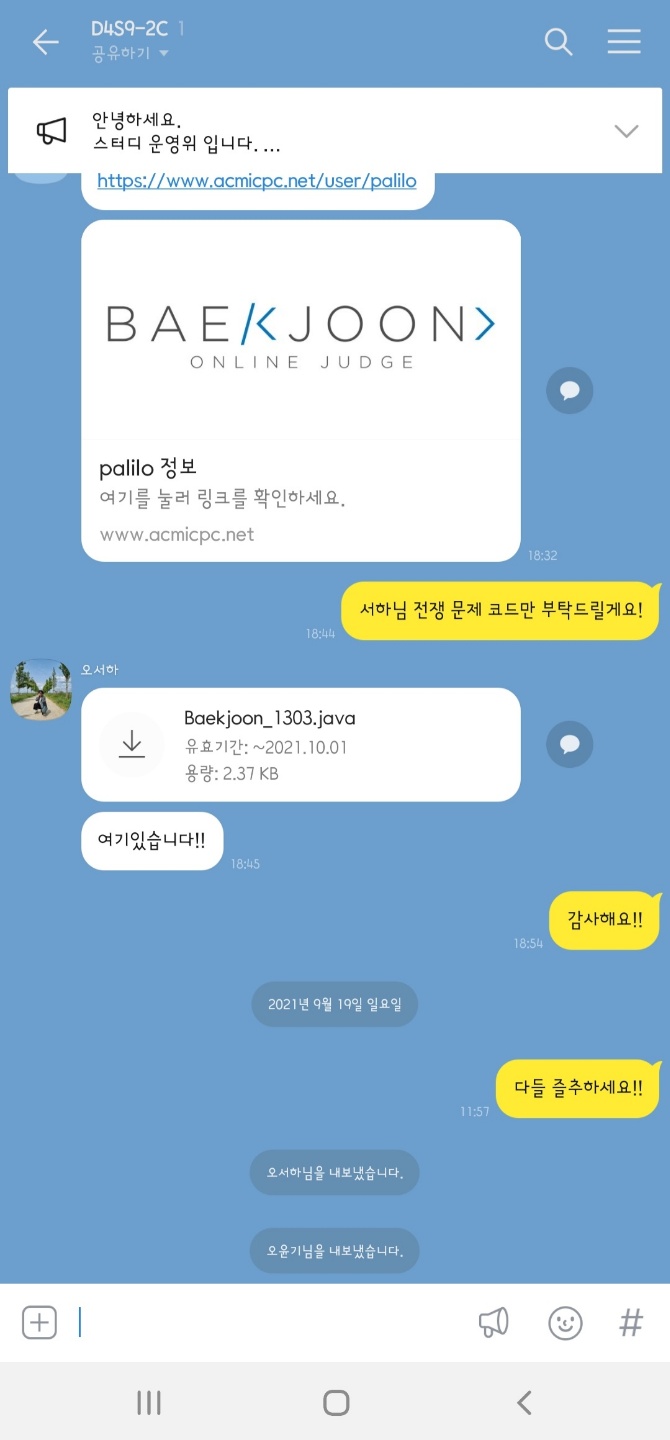 D4S9-2C 1
공유하기
안녕하세요.
스터디 운영위 입니다. ...
https://www.acmicpc.net/user/palilo
BAEKJOON>
ONLINE JUDGE
palilo 정보
여기를 눌러 링크를 확인하세요.
www.acmicpc.net
18:32
서하님 전쟁 문제 코드만 부탁드릴게요!
18:44
오서하
Baekjoon_1303.java
유효기간: ~2021.10.01
용량: 2.37 KB
여기있습니다!!
18:45
감사해요!!
18:54
2021년 9월 19일 일요일
다들 즐추하세요!!
11:57
오서하님을 내보냈습니다.
오윤기님을 내보냈습니다.
#